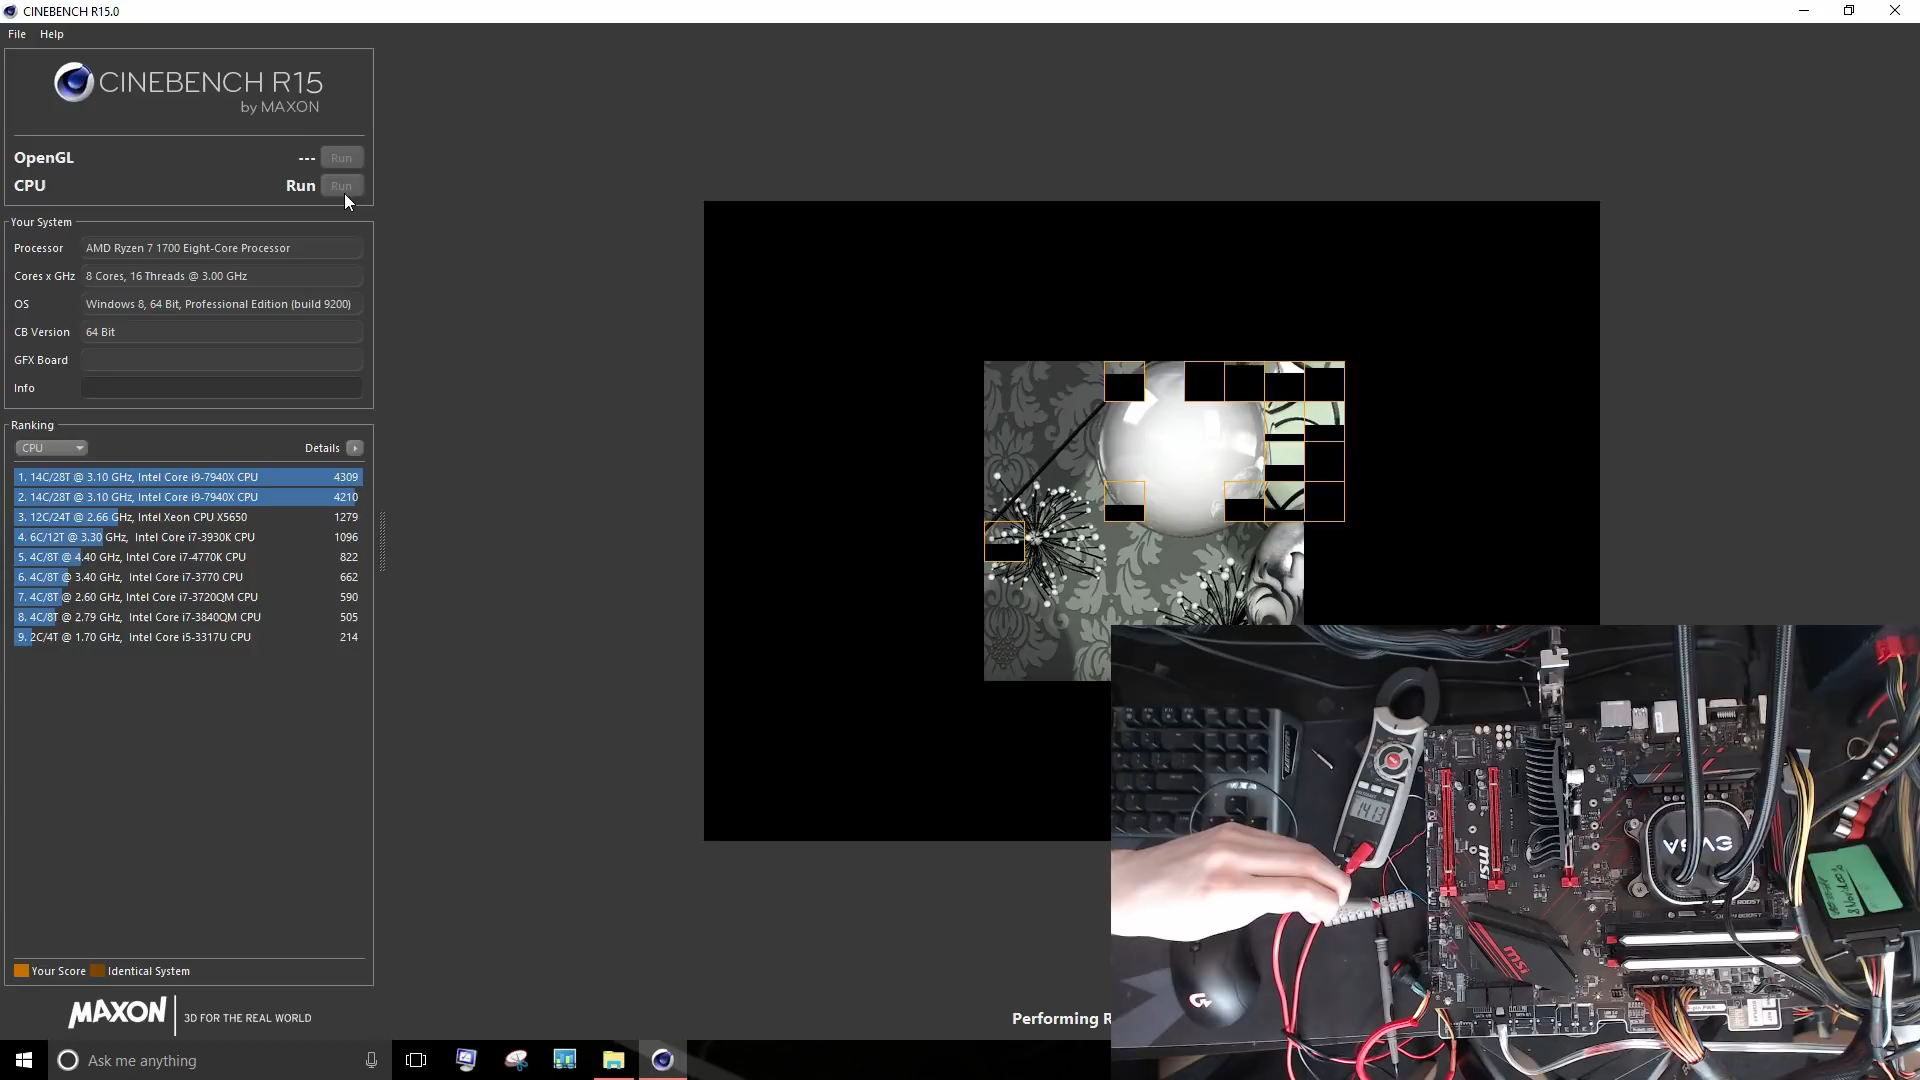 CINEBENCH R15.0
File Help
CINEBENCH R15
by MAXON
OpenGL --- Run
CPU Run Run
Your System
Processor AMD Ryzen 7 1700 Eight-Core Processor
Cores x GHz 8 Cores, 16 Threads @ 3.00 GHz
OS Windows 8, 64 Bit, Professional Edition (build 9200)
CB Version 64 Bit
GFX Board
Info
Ranking
CPU Details
1. 14C/28T @ 3.10 GHz, Intel Core i9-7940X CPU 4309
2. 14C/28T @ 3.10 GHz, Intel Core i9-7940X CPU 4210
3. 12C/24T @ 2.66 GHz, Intel Xeon CPU X5650 1279
4. 6C/12T @ 3.30 GHz, Intel Core i7-3930K CPU 1096
5. 4C/8T @ 4.40 GHz, Intel Core i7-4770K CPU 822
6. 4C/8T @ 3.40 GHz, Intel Core i7-3770 CPU 662
7. 4C/8T @ 2.60 GHz, Intel Core i7-3720QM CPU 590
8. 4C/8T @ 2.79 GHz, Intel Core i7-3840QM CPU 505
9. 2C/4T @ 1.70 GHz, Intel Core i5-3317U CPU 214
Your Score Identical System
MAXON 3D FOR THE REAL WORLD
Performing R
1413
EVGA
msi
msi
G
Ask me anything